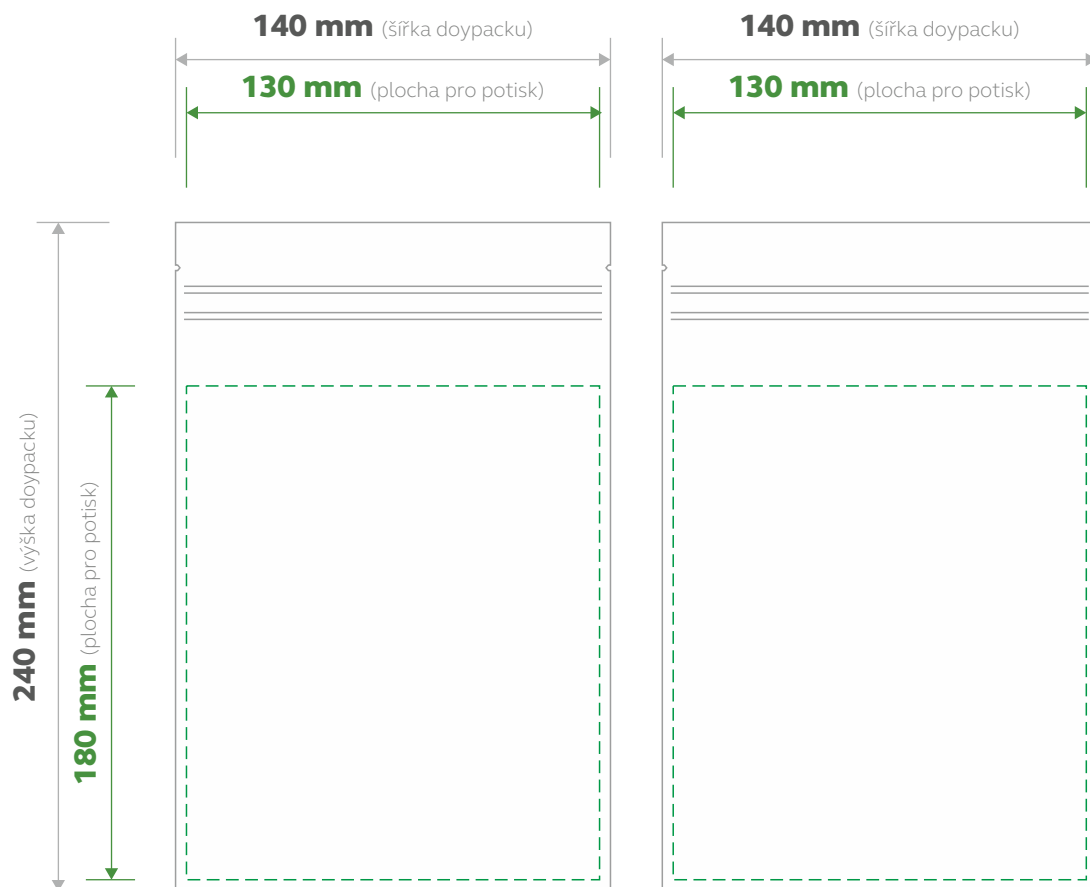 140 mm (šířka doypacku)
130 mm (plocha pro potisk)
140 mm (šířka doypacku)
130 mm (plocha pro potisk)
240 mm (výška doypacku)
180 mm (plocha pro potisk)